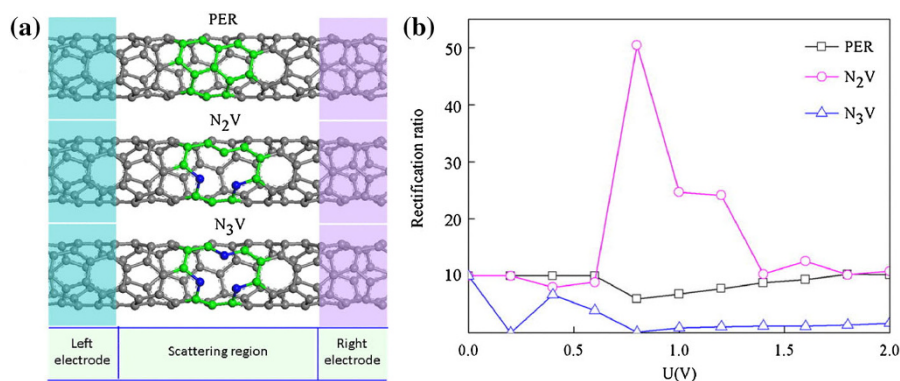 (a)
PER
N₂V
N₃V
Left electrode
Scattering region
Right electrode
(b)
Rectification ratio
50
40
30
20
10
PER
N₂V
N₃V
0.0 0.5 1.0 1.5 2.0
U(V)